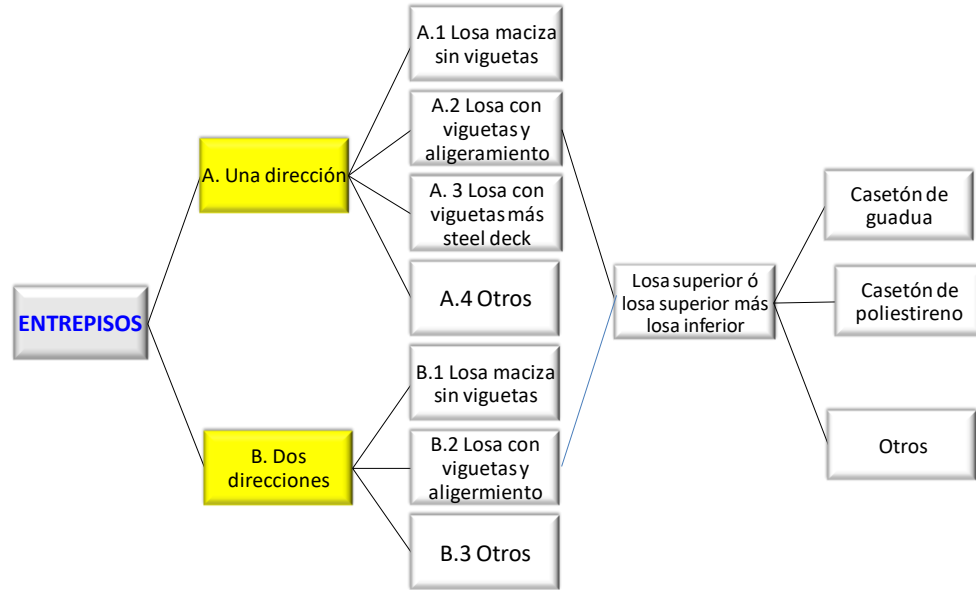 ENTREPISOS
A. Una dirección
B. Dos
direcciones
A.1 Losa maciza
sin viguetas
A.2 Losa con
viguetas y
aligeramiento
A. 3 Losa con
viguetas más
steel deck
A.4 Otros
B.1 Losa maciza
sin viguetas
B.2 Losa con
viguetas y
aligermiento
B.3 Otros
Losa superior ó
losa superior más
losa inferior
Casetón de
guadua
Casetón de
poliestireno
Otros